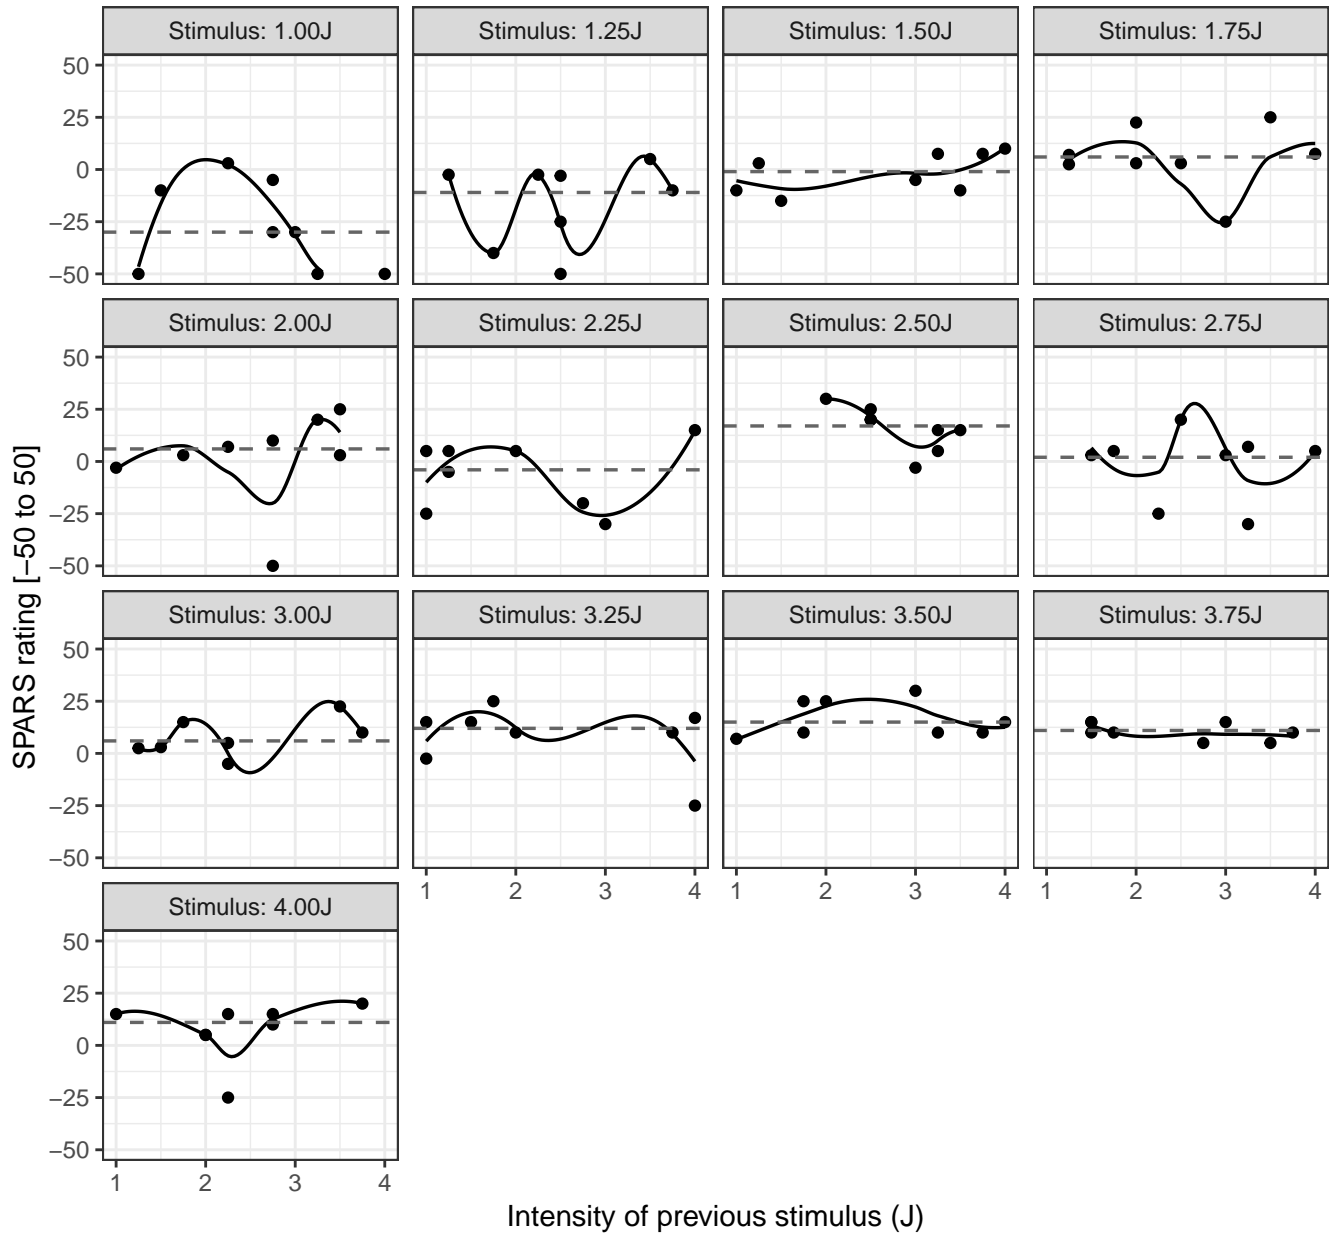 Stimulus: 1.00J Stimulus: 1.25J Stimulus: 1.50J Stimulus: 1.75J
50
25
0
−25
−50
Stimulus: 2.00J Stimulus: 2.25J Stimulus: 2.50J Stimulus: 2.75J
50
25
0
−25
−50
SPARS rating [−50 to 50]
Stimulus: 3.00J Stimulus: 3.25J Stimulus: 3.50J Stimulus: 3.75J
50
25
0
−25
−50
1 2 3 4 1 2 3 4 1 2 3 4
Stimulus: 4.00J
50
25
0
−25
−50
1 2 3 4
Intensity of previous stimulus (J)